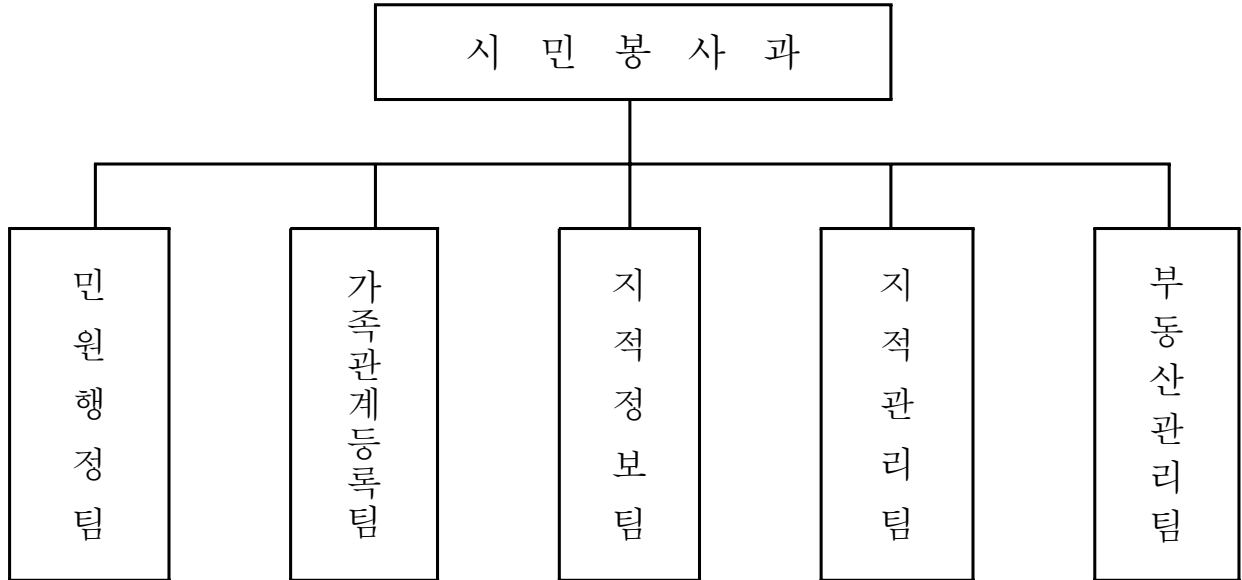 시 민 봉 사 과
민원행정팀
가족관계등록팀
지적정보팀
지적관리팀
부동산관리팀